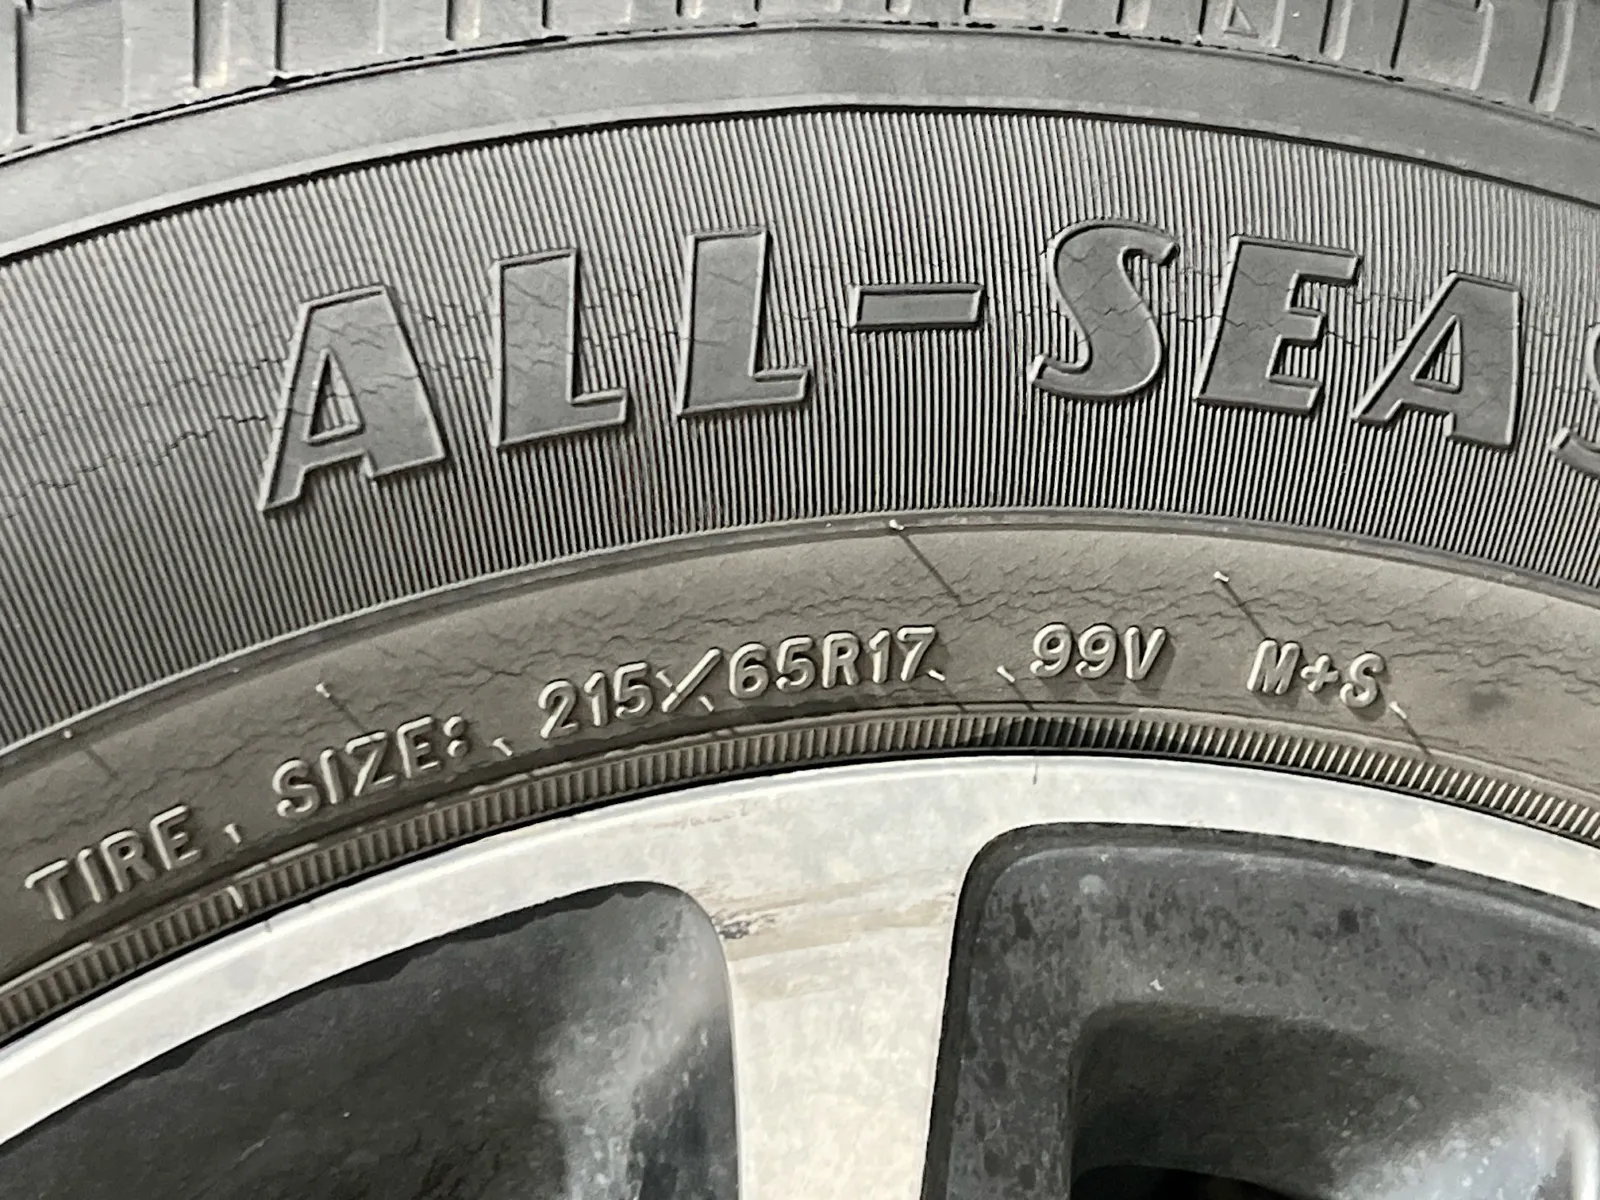 ALL-SEAS
TIRE SIZE: 215/65R17 99V M+S